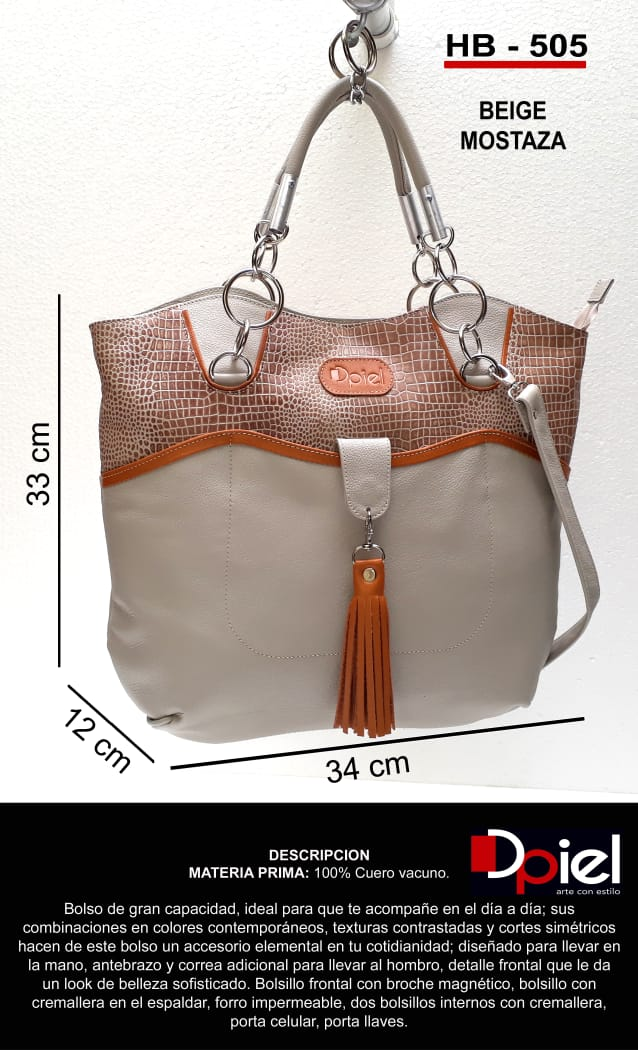 HB - 505
BEIGE
MOSTAZA
Dpiel
33 cm
12 cm
34 cm
Dpiel
arte con estilo
DESCRIPCION
MATERIA PRIMA: 100% Cuero vacuno.
Bolso de gran capacidad, ideal para que te acompañe en el día a día; sus
combinaciones en colores contemporáneos, texturas contrastadas y cortes simétricos
hacen de este bolso un accesorio elemental en tu cotidianidad; diseñado para llevar en
la mano, antebrazo y correa adicional para llevar al hombro, detalle frontal que le da
un look de belleza sofisticado. Bolsillo frontal con broche magnético, bolsillo con
cremallera en el espaldar, forro impermeable, dos bolsillos internos con cremallera,
porta celular, porta llaves.